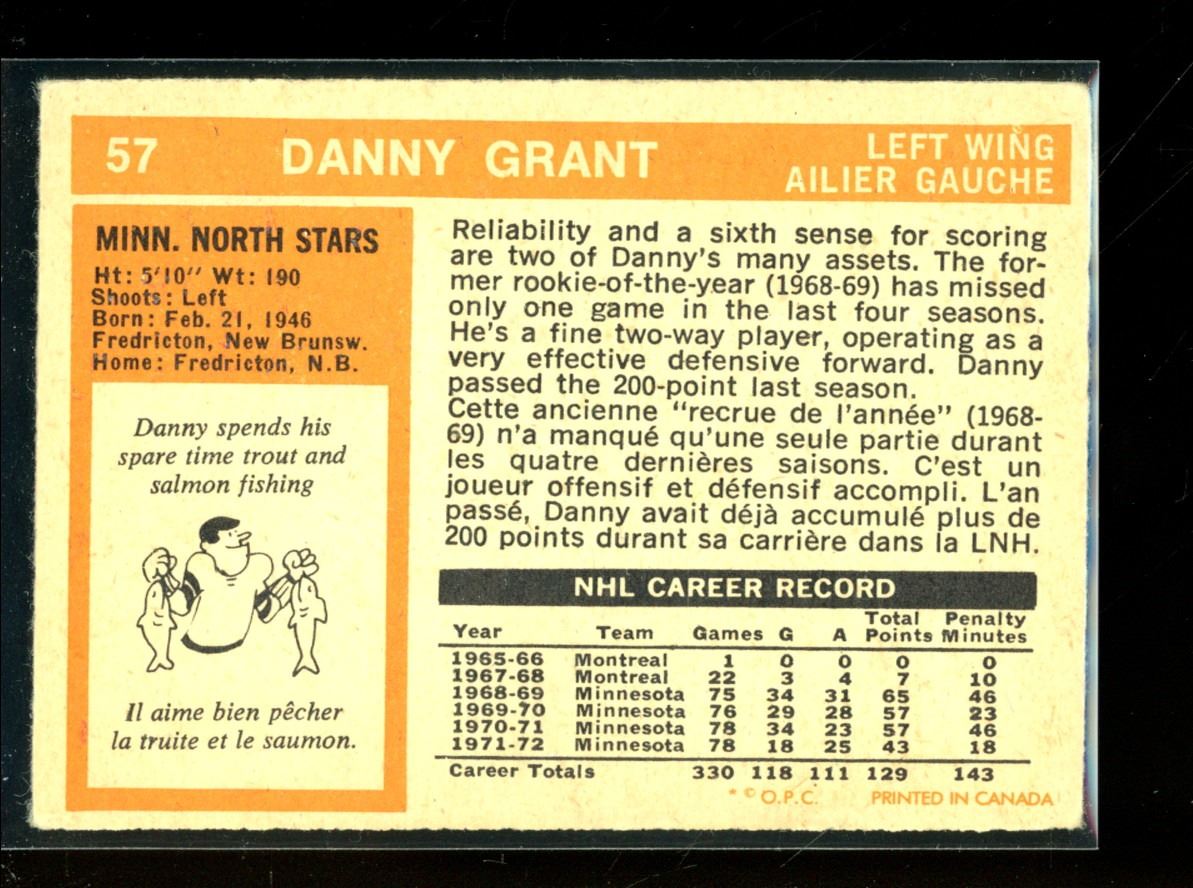 57 DANNY GRANT LEFT WING
AILIER GAUCHE
MINN. NORTH STARS
Ht: 5'10" Wt: 190
Shoots: Left
Born: Feb. 21, 1946
Fredricton, New Brunsw.
Home: Fredricton, N.B.
Danny spends his
spare time trout and
salmon fishing
Il aime bien pêcher
la truite et le saumon.
Reliability and a sixth sense for scoring
are two of Danny's many assets. The for-
mer rookie-of-the-year (1968-69) has missed
only one game in the last four seasons.
He's a fine two-way player, operating as a
very effective defensive forward. Danny
passed the 200-point last season.
Cette ancienne "recrue de l'année" (1968-
69) n'a manqué qu'une seule partie durant
les quatre dernières saisons. C'est un
joueur offensif et défensif accompli. L'an
passé, Danny avait déjà accumulé plus de
200 points durant sa carrière dans la LNH.
NHL CAREER RECORD
Year Team Games G A Total Points Penalty Minutes
1965-66 Montreal 1 0 0 0 0
1967-68 Montreal 22 3 4 7 10
1968-69 Minnesota 75 34 31 65 46
1969-70 Minnesota 76 29 28 57 23
1970-71 Minnesota 78 34 23 57 46
1971-72 Minnesota 78 18 25 43 18
Career Totals 330 118 111 129 143
* © O.P.C. PRINTED IN CANADA